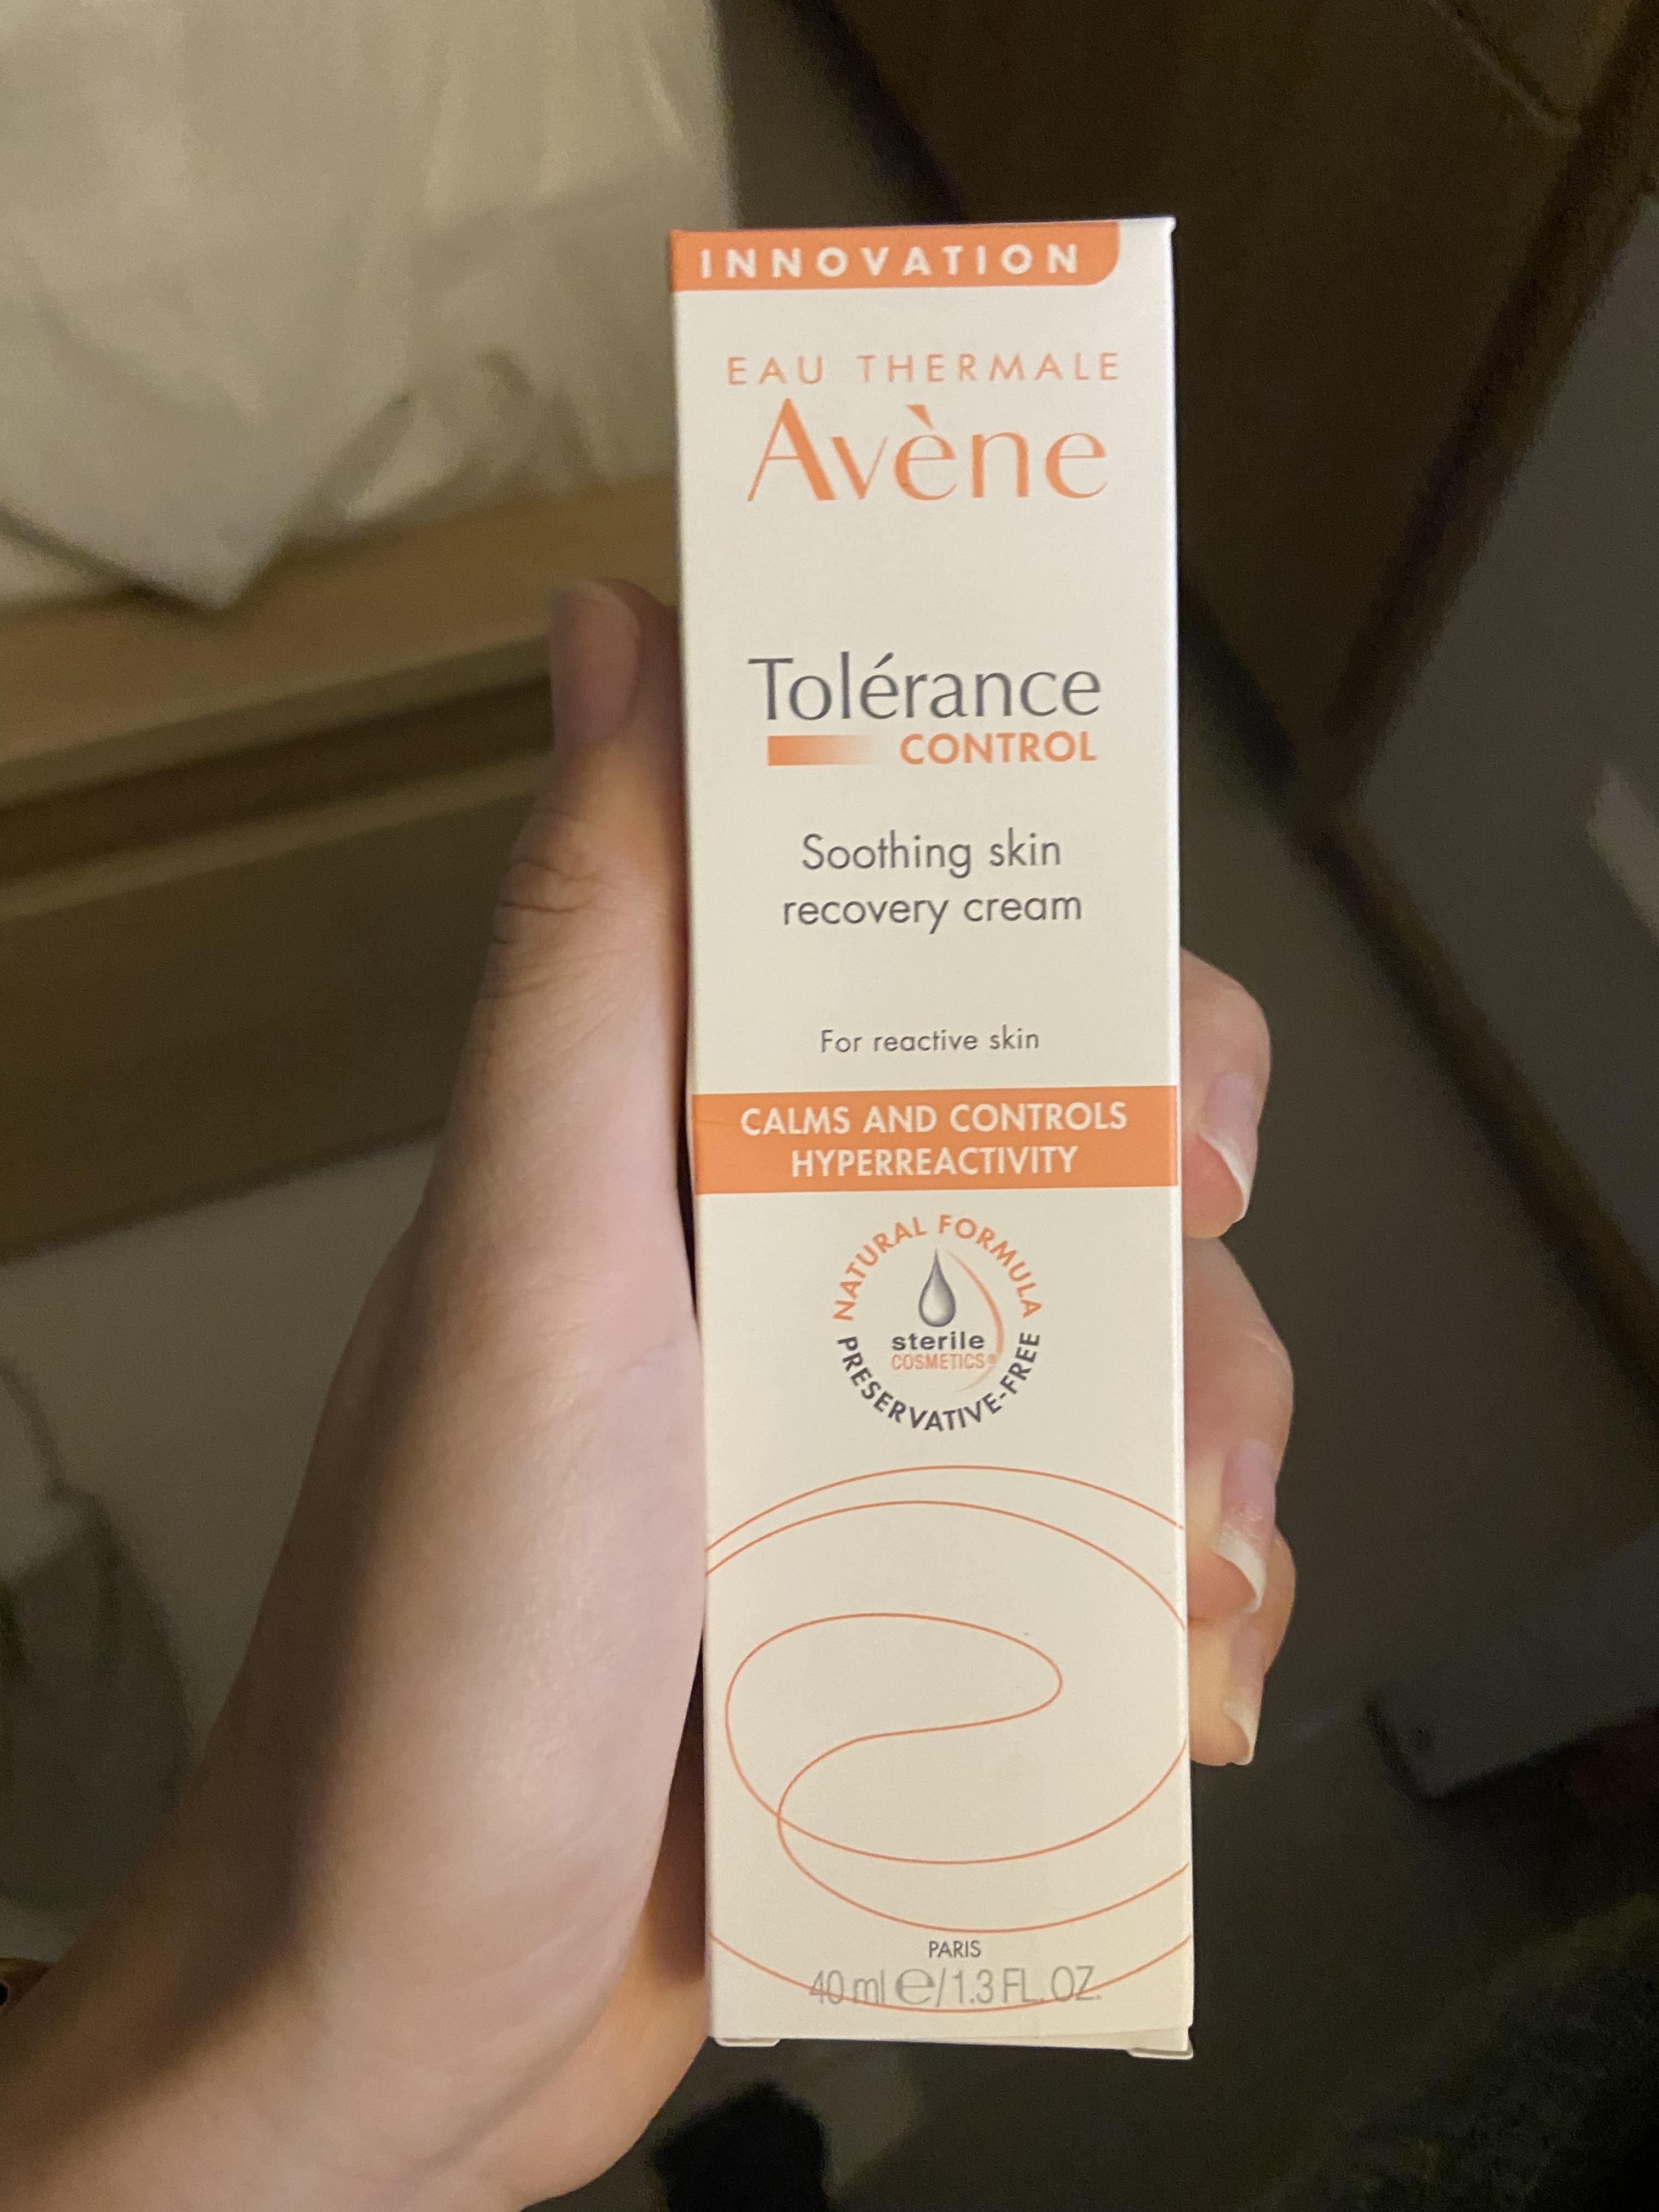 INNOVATION
EAU THERMALE
Avène
Tolérance
CONTROL
Soothing skin
recovery cream
For reactive skin
CALMS AND CONTROLS
HYPERREACTIVITY
NATURAL FORMULA
sterile
COSMETICS®
PRESERVATIVE-FREE
PARIS
40 ml ℮/1.3 FL.OZ.